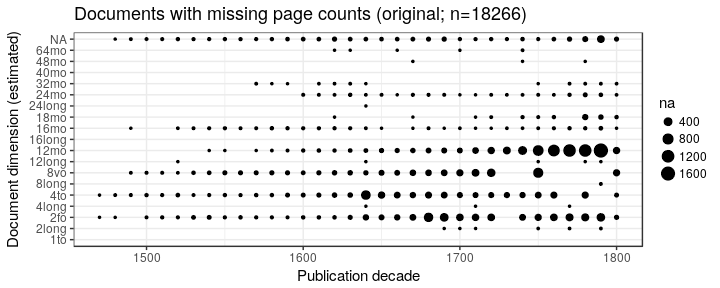 Documents with missing page counts (original; n=18266)
Document dimension (estimated)
NA
64mo
48mo
40mo
32mo
24mo
24long
18mo
16mo
16long
12mo
12long
8vo
8long
4to
4long
2fo
2long
1to
1500
1600
1700
1800
Publication decade
na
400
800
1200
1600